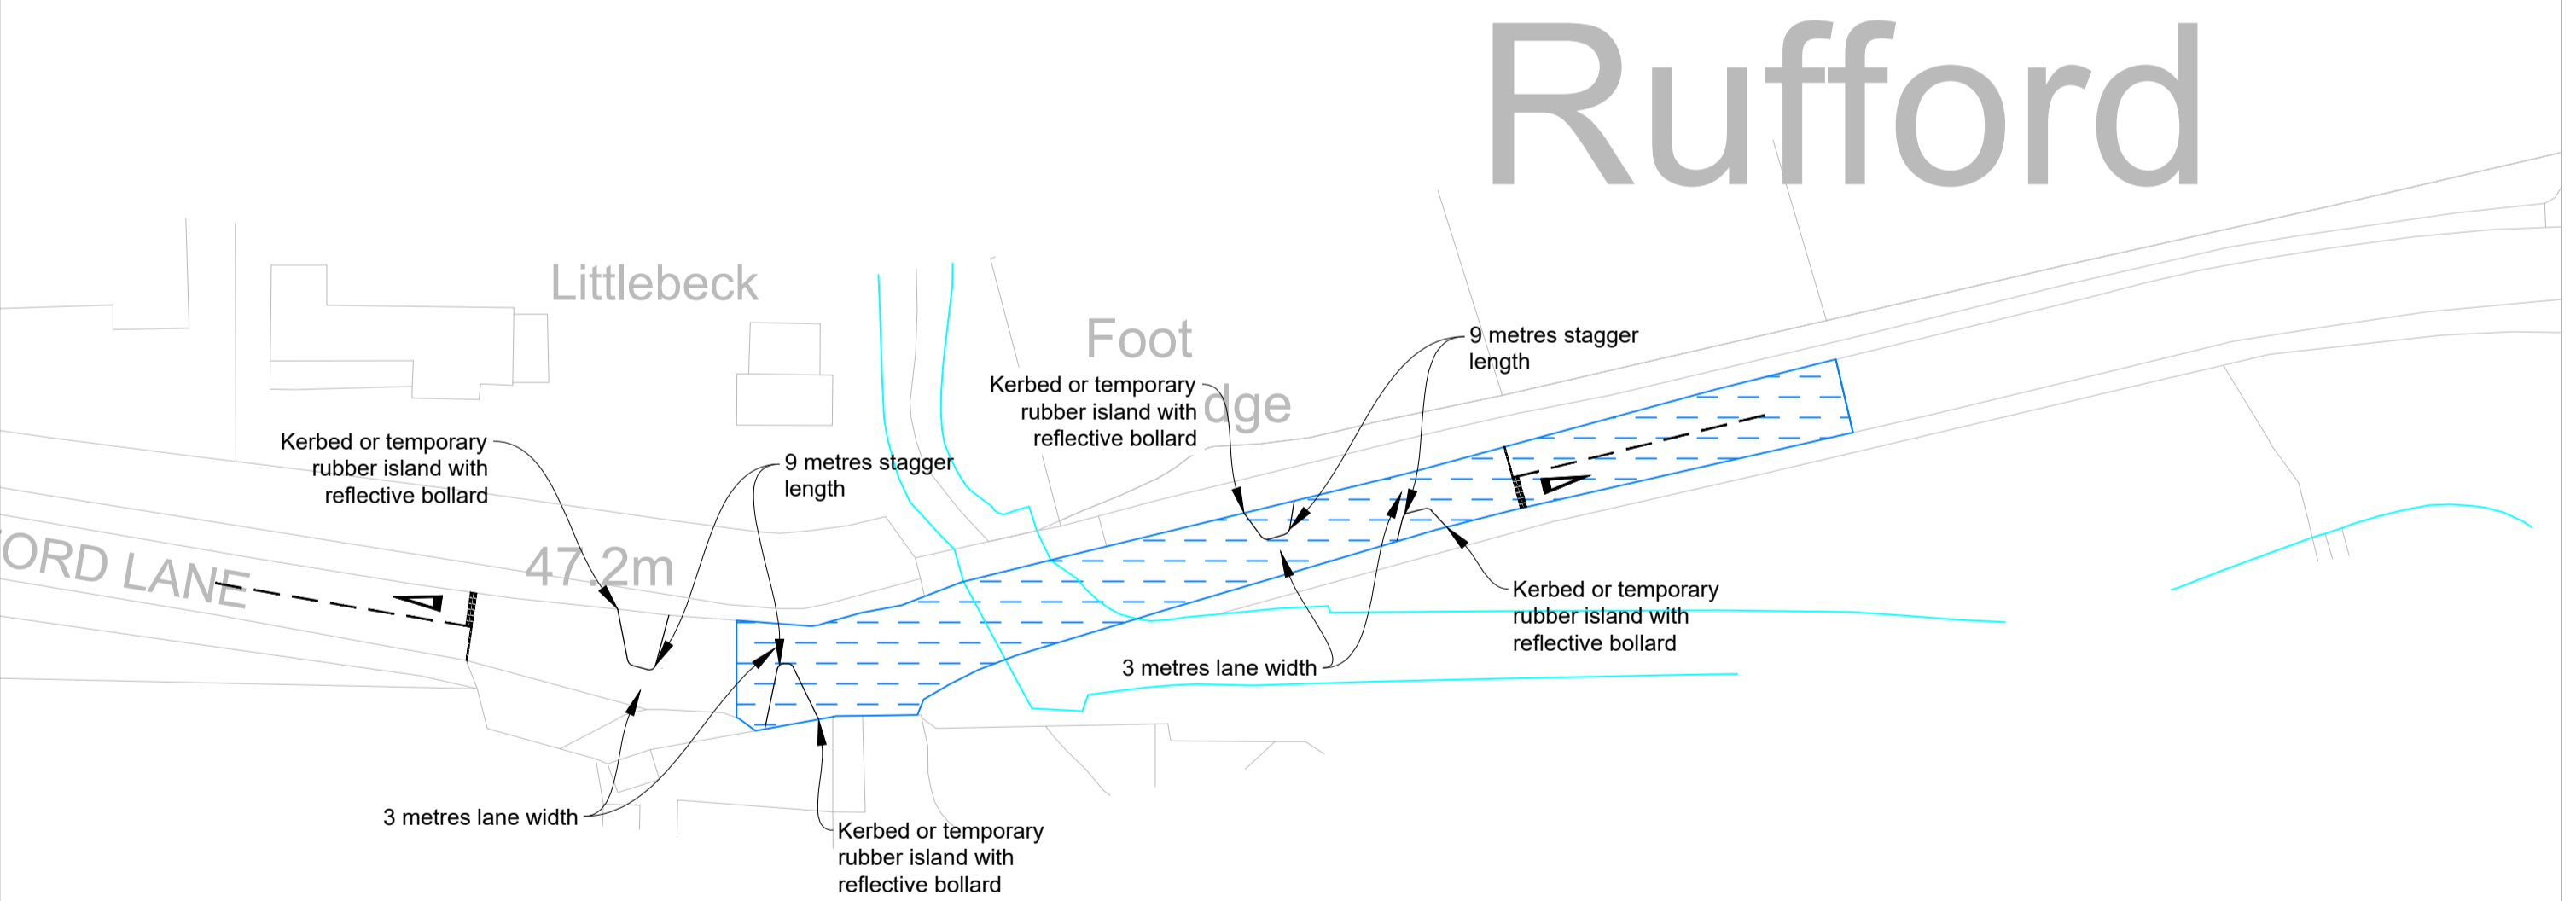 Rufford
Littlebeck
Foot
dge
9 metres stagger
length
Kerbed or temporary
rubber island with
reflective bollard
Kerbed or temporary
rubber island with
reflective bollard
9 metres stagger
length
47.2m
ORD LANE
Kerbed or temporary
rubber island with
reflective bollard
3 metres lane width
3 metres lane width
Kerbed or temporary
rubber island with
reflective bollard